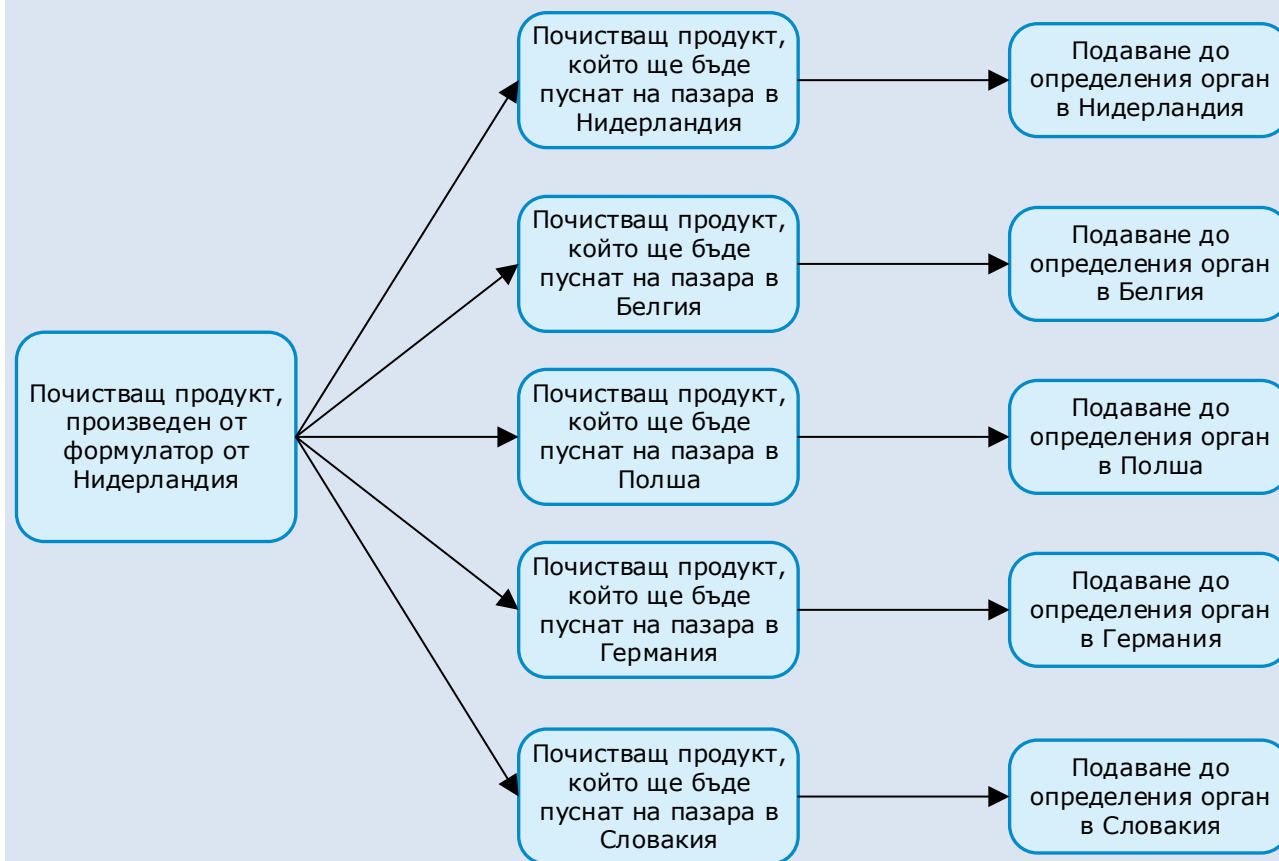 Почистващ продукт,
който ще бъде
пуснат на пазара в
Нидерландия
Подаване до
определения орган
в Нидерландия
Почистващ продукт,
който ще бъде
пуснат на пазара в
Белгия
Подаване до
определения орган
в Белгия
Почистващ продукт,
произведен от
формулатор от
Нидерландия
Почистващ продукт,
който ще бъде
пуснат на пазара в
Полша
Подаване до
определения орган
в Полша
Почистващ продукт,
който ще бъде
пуснат на пазара в
Германия
Подаване до
определения орган
в Германия
Почистващ продукт,
който ще бъде
пуснат на пазара в
Словакия
Подаване до
определения орган
в Словакия